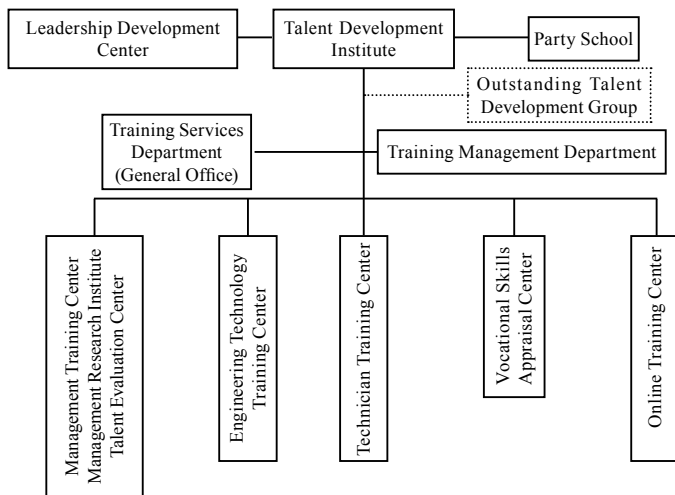 Leadership Development
Center
Talent Development
Institute
Party School
Outstanding Talent
Development Group
Training Services
Department
(General Office)
Training Management Department
Management Training Center
Management Research Institute
Talent Evaluation Center
Engineering Technology
Training Center
Technician Training Center
Vocational Skills
Appraisal Center
Online Training Center